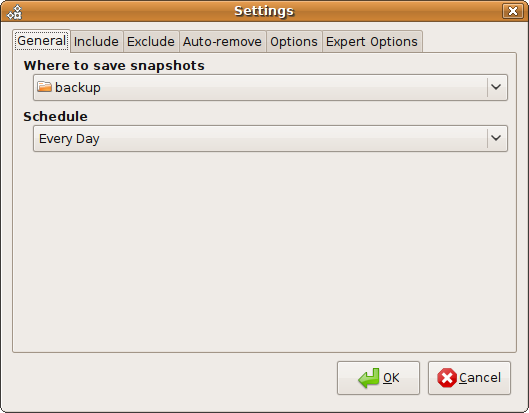 Settings
General Include Exclude Auto-remove Options Expert Options
Where to save snapshots
backup
Schedule
Every Day
OK Cancel